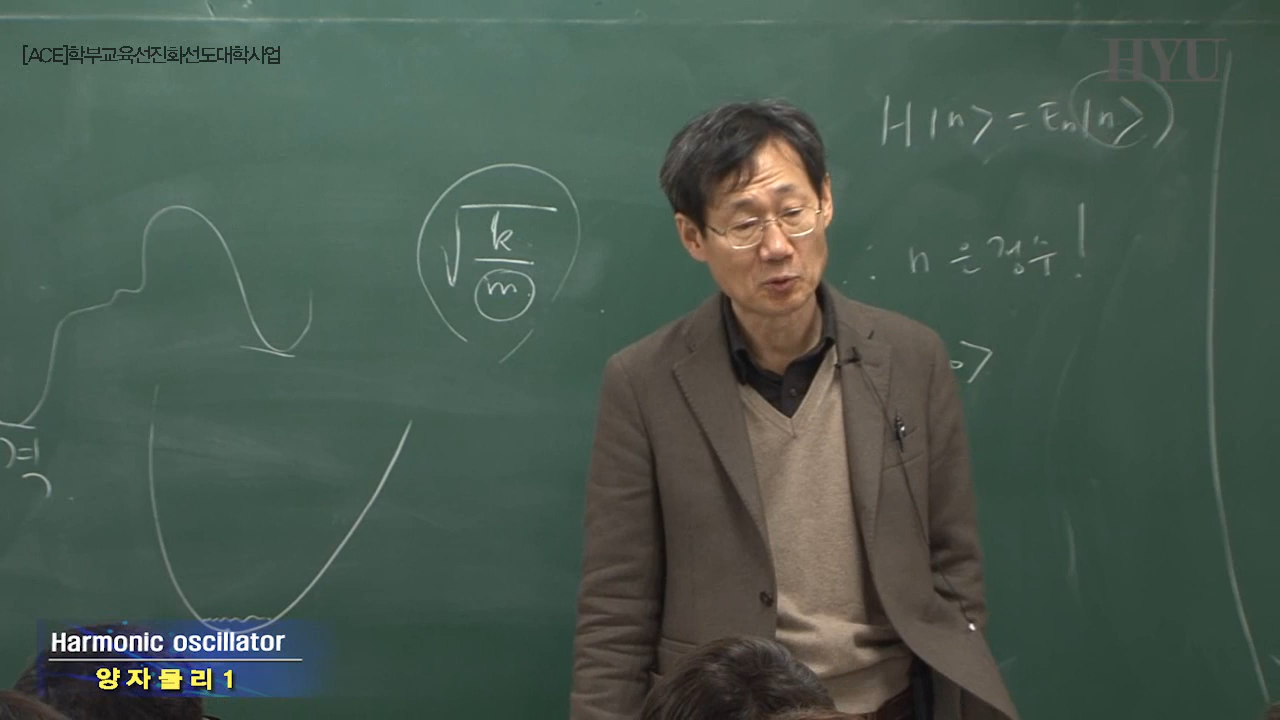 [ACE]학부교육선진화선도대학사업
HYU
H|n> = En|n>
√k/m
∴ n은 정수!
0>
Harmonic oscillator
양자물리 1